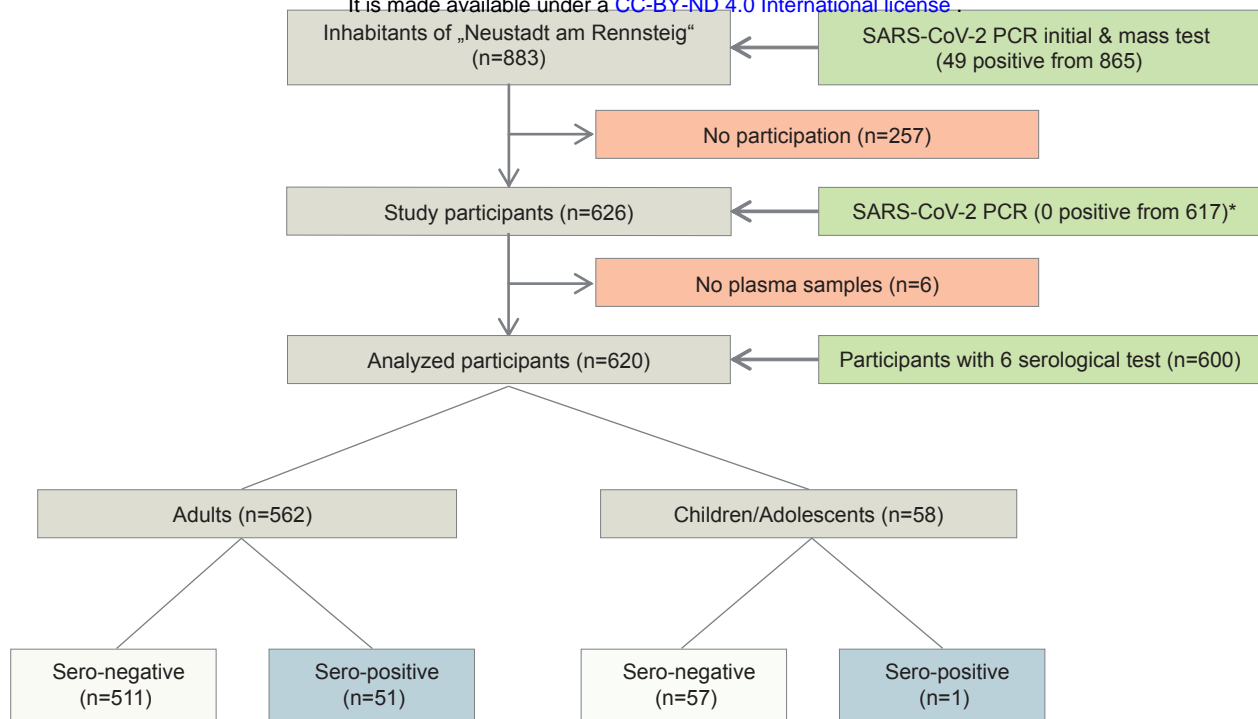 It is made available under a CC-BY-ND 4.0 International license .
Inhabitants of „Neustadt am Rennsteig“
(n=883)
SARS-CoV-2 PCR initial & mass test
(49 positive from 865)
No participation (n=257)
Study participants (n=626)
SARS-CoV-2 PCR (0 positive from 617)*
No plasma samples (n=6)
Analyzed participants (n=620)
Participants with 6 serological test (n=600)
Adults (n=562)
Children/Adolescents (n=58)
Sero-negative
(n=511)
Sero-positive
(n=51)
Sero-negative
(n=57)
Sero-positive
(n=1)